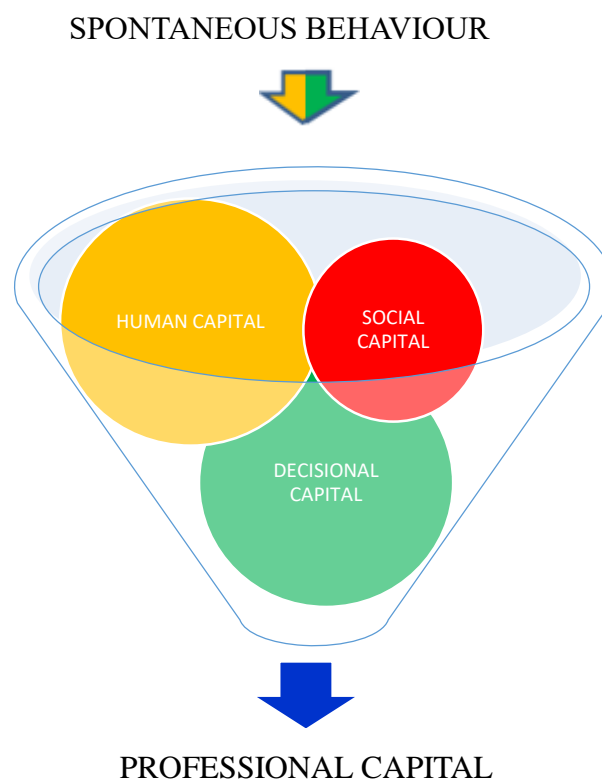 SPONTANEOUS BEHAVIOUR
HUMAN CAPITAL
SOCIAL
CAPITAL
DECISIONAL
CAPITAL
PROFESSIONAL CAPITAL